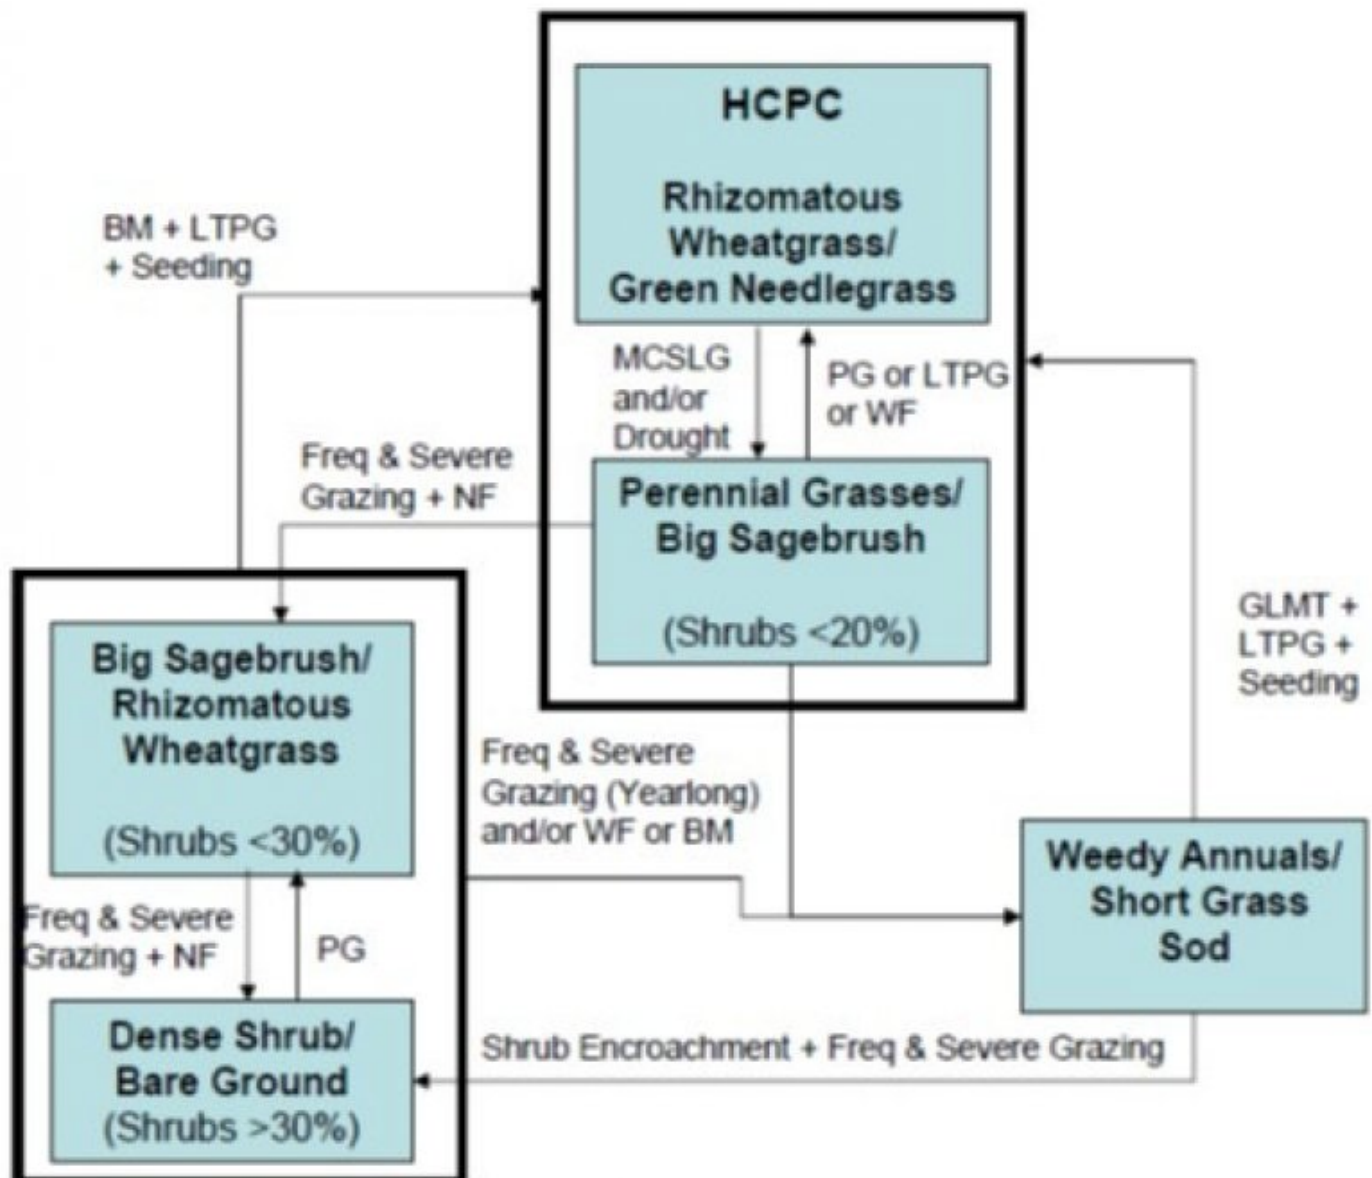 HCPC
Rhizomatous
Wheatgrass/
Green Needlegrass
BM + LTPG
+ Seeding
MCSLG
and/or
Drought
PG or LTPG
or WF
Freq & Severe
Grazing + NF
Perennial Grasses/
Big Sagebrush
(Shrubs <20%)
GLMT +
LTPG +
Seeding
Big Sagebrush/
Rhizomatous
Wheatgrass
(Shrubs <30%)
Freq & Severe
Grazing (Yearlong)
and/or WF or BM
Weedy Annuals/
Short Grass
Sod
Freq & Severe
Grazing + NF
PG
Dense Shrub/
Bare Ground
(Shrubs >30%)
Shrub Encroachment + Freq & Severe Grazing